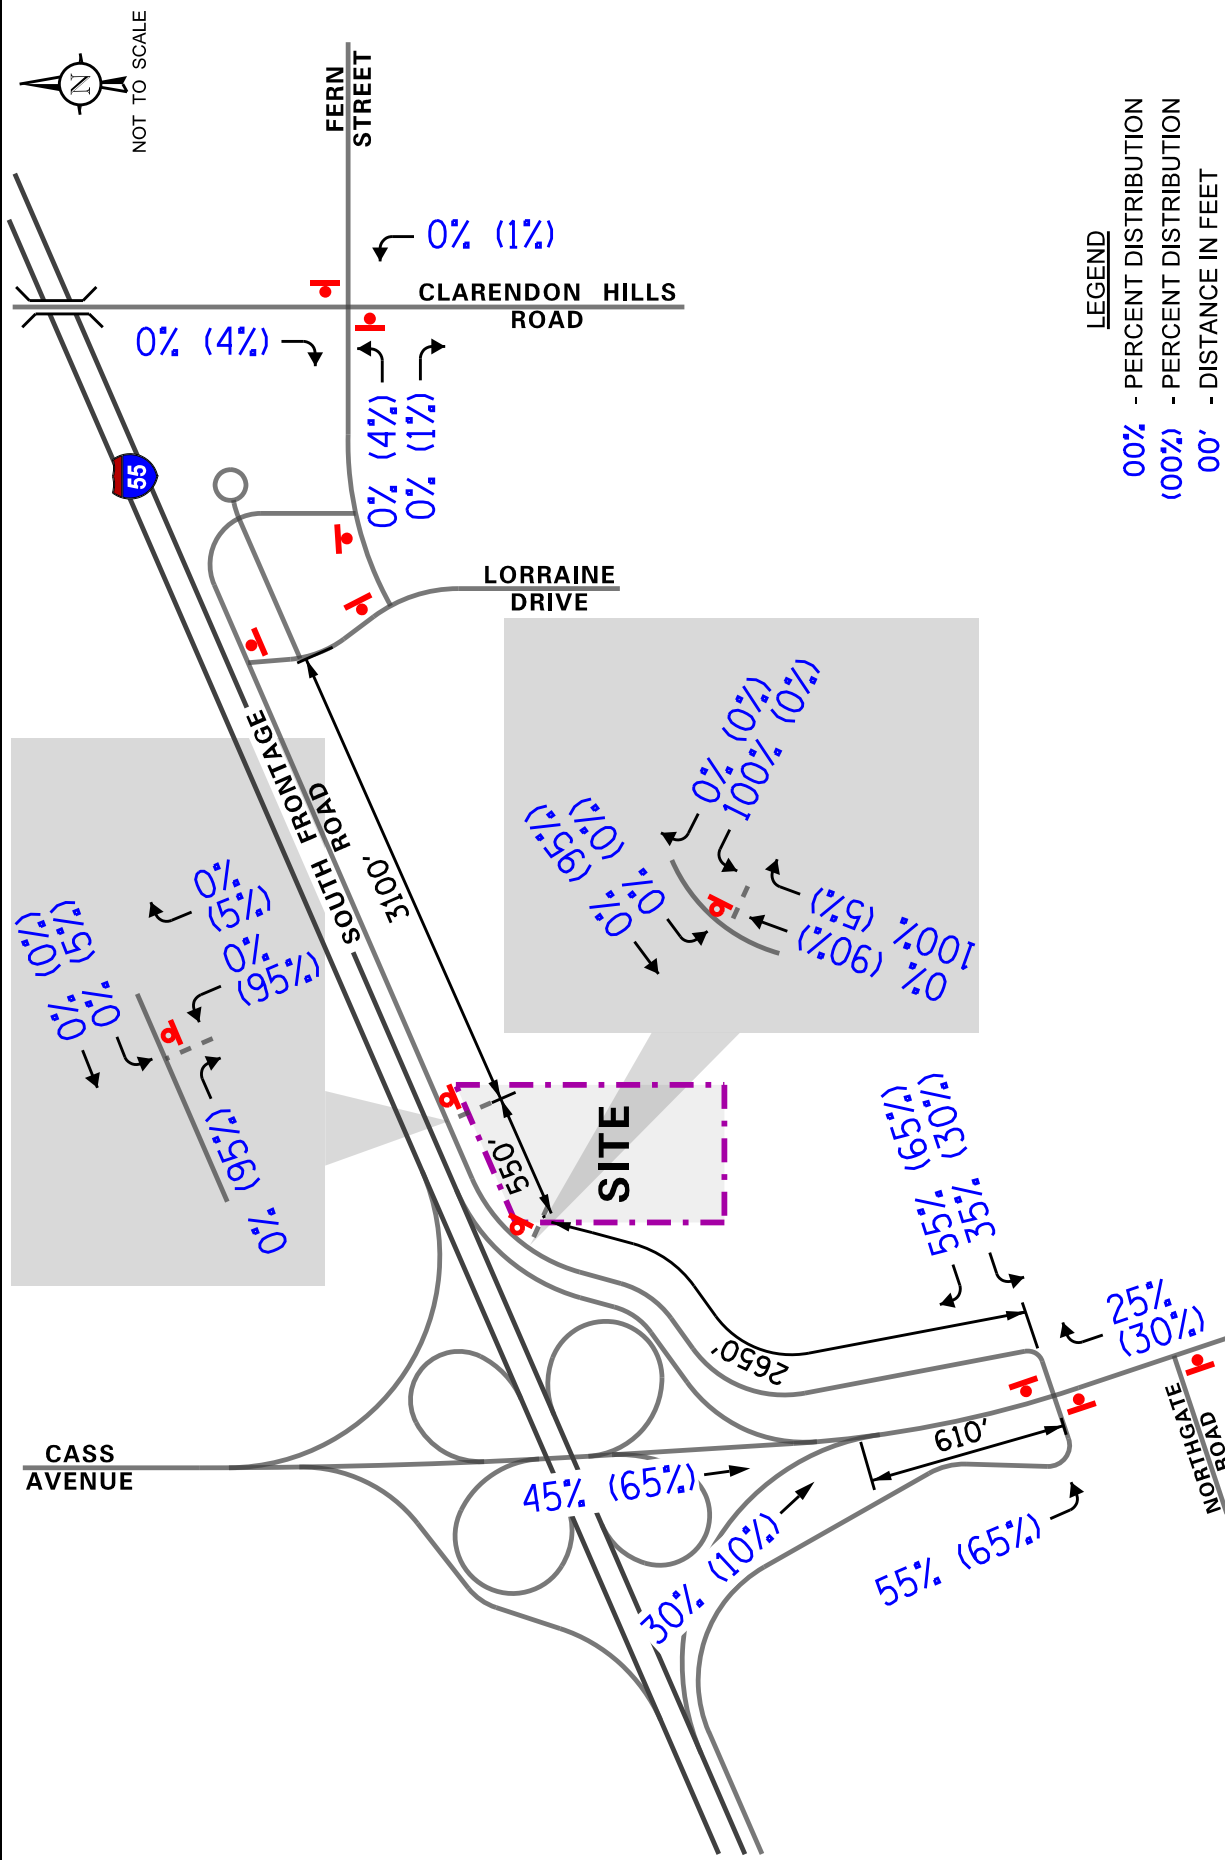 N
NOT TO SCALE
FERN
STREET
0% (1%)
CLARENDON HILLS
ROAD
0% (4%)
0% (4%)
0% (1%)
55
LORRAINE
DRIVE
SOUTH FRONTAGE
ROAD
3100'
0% (0%)
0% (5%)
0%
(5%)
0%
(95%)
0% (95%)
0% (95%)
0% (0%)
0% (0%)
100% (0%)
0% (90%)
100% (5%)
550'
SITE
2650'
55% (65%)
35% (30%)
25%
(30%)
CASS
AVENUE
45% (65%)
30% (10%)
610'
55% (65%)
NORTHGATE
ROAD
LEGEND
00% - PERCENT DISTRIBUTION
(00%) - PERCENT DISTRIBUTION
00' - DISTANCE IN FEET